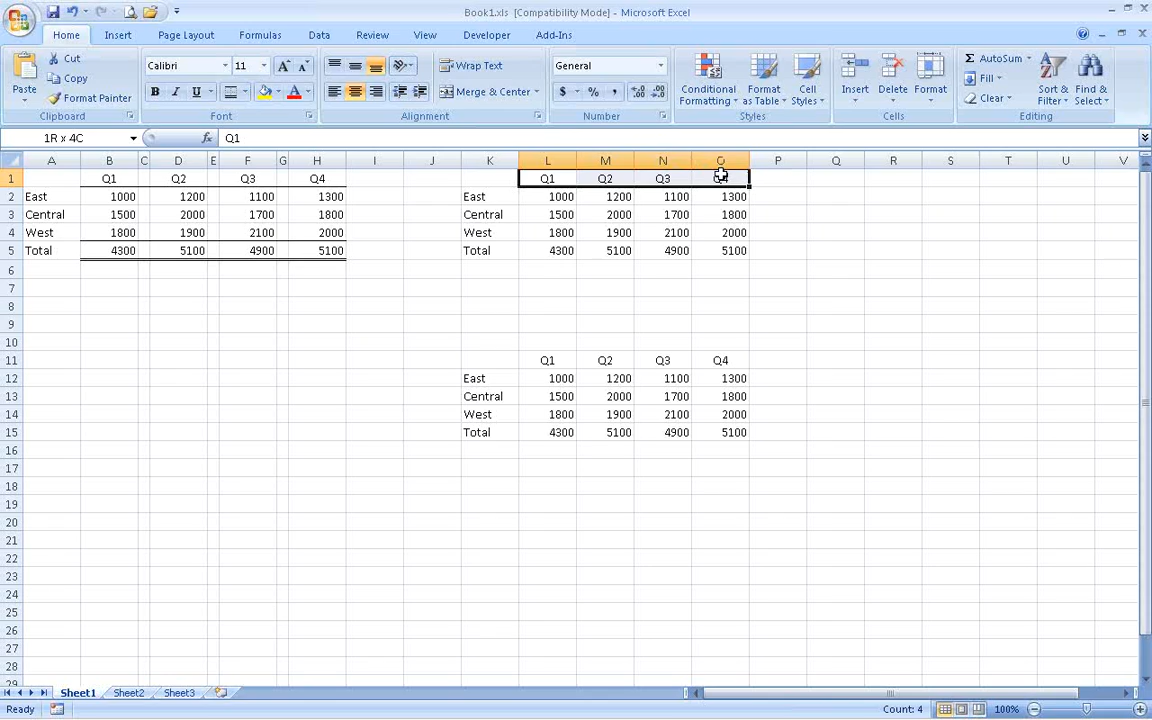 Book1.xls [Compatibility Mode] - Microsoft Excel
Home Insert Page Layout Formulas Data Review View Developer Add-Ins
Paste Cut Copy Format Painter Clipboard
Calibri 11 B I U A A A Font
Wrap Text Merge & Center Alignment
General $ % , .0 .00 .00 .0 Number
Conditional Formatting Format as Table Cell Styles Styles
Insert Delete Format Cells
Σ AutoSum Fill Clear Sort & Filter Find & Select Editing
1R x 4C fx Q1
A B C D E F G H I J K L M N O P Q R S T U V
1 Q1 Q2 Q3 Q4 Q1 Q2 Q3 Q4
2 East 1000 1200 1100 1300 East 1000 1200 1100 1300
3 Central 1500 2000 1700 1800 Central 1500 2000 1700 1800
4 West 1800 1900 2100 2000 West 1800 1900 2100 2000
5 Total 4300 5100 4900 5100 Total 4300 5100 4900 5100
6
7
8
9
10
11 Q1 Q2 Q3 Q4
12 East 1000 1200 1100 1300
13 Central 1500 2000 1700 1800
14 West 1800 1900 2100 2000
15 Total 4300 5100 4900 5100
16
17
18
19
20
21
22
23
24
25
26
27
28
29
Sheet1 Sheet2 Sheet3
Ready Count: 4 100%